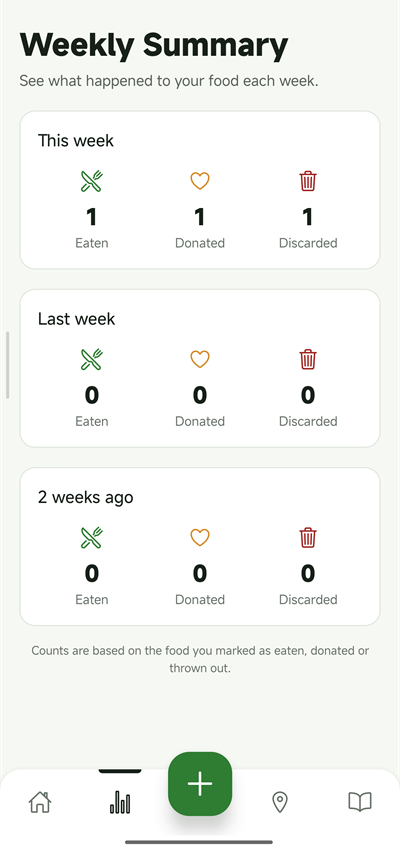 Weekly Summary
See what happened to your food each week.
This week
1 1 1
Eaten Donated Discarded
Last week
0 0 0
Eaten Donated Discarded
2 weeks ago
0 0 0
Eaten Donated Discarded
Counts are based on the food you marked as eaten, donated or
thrown out.